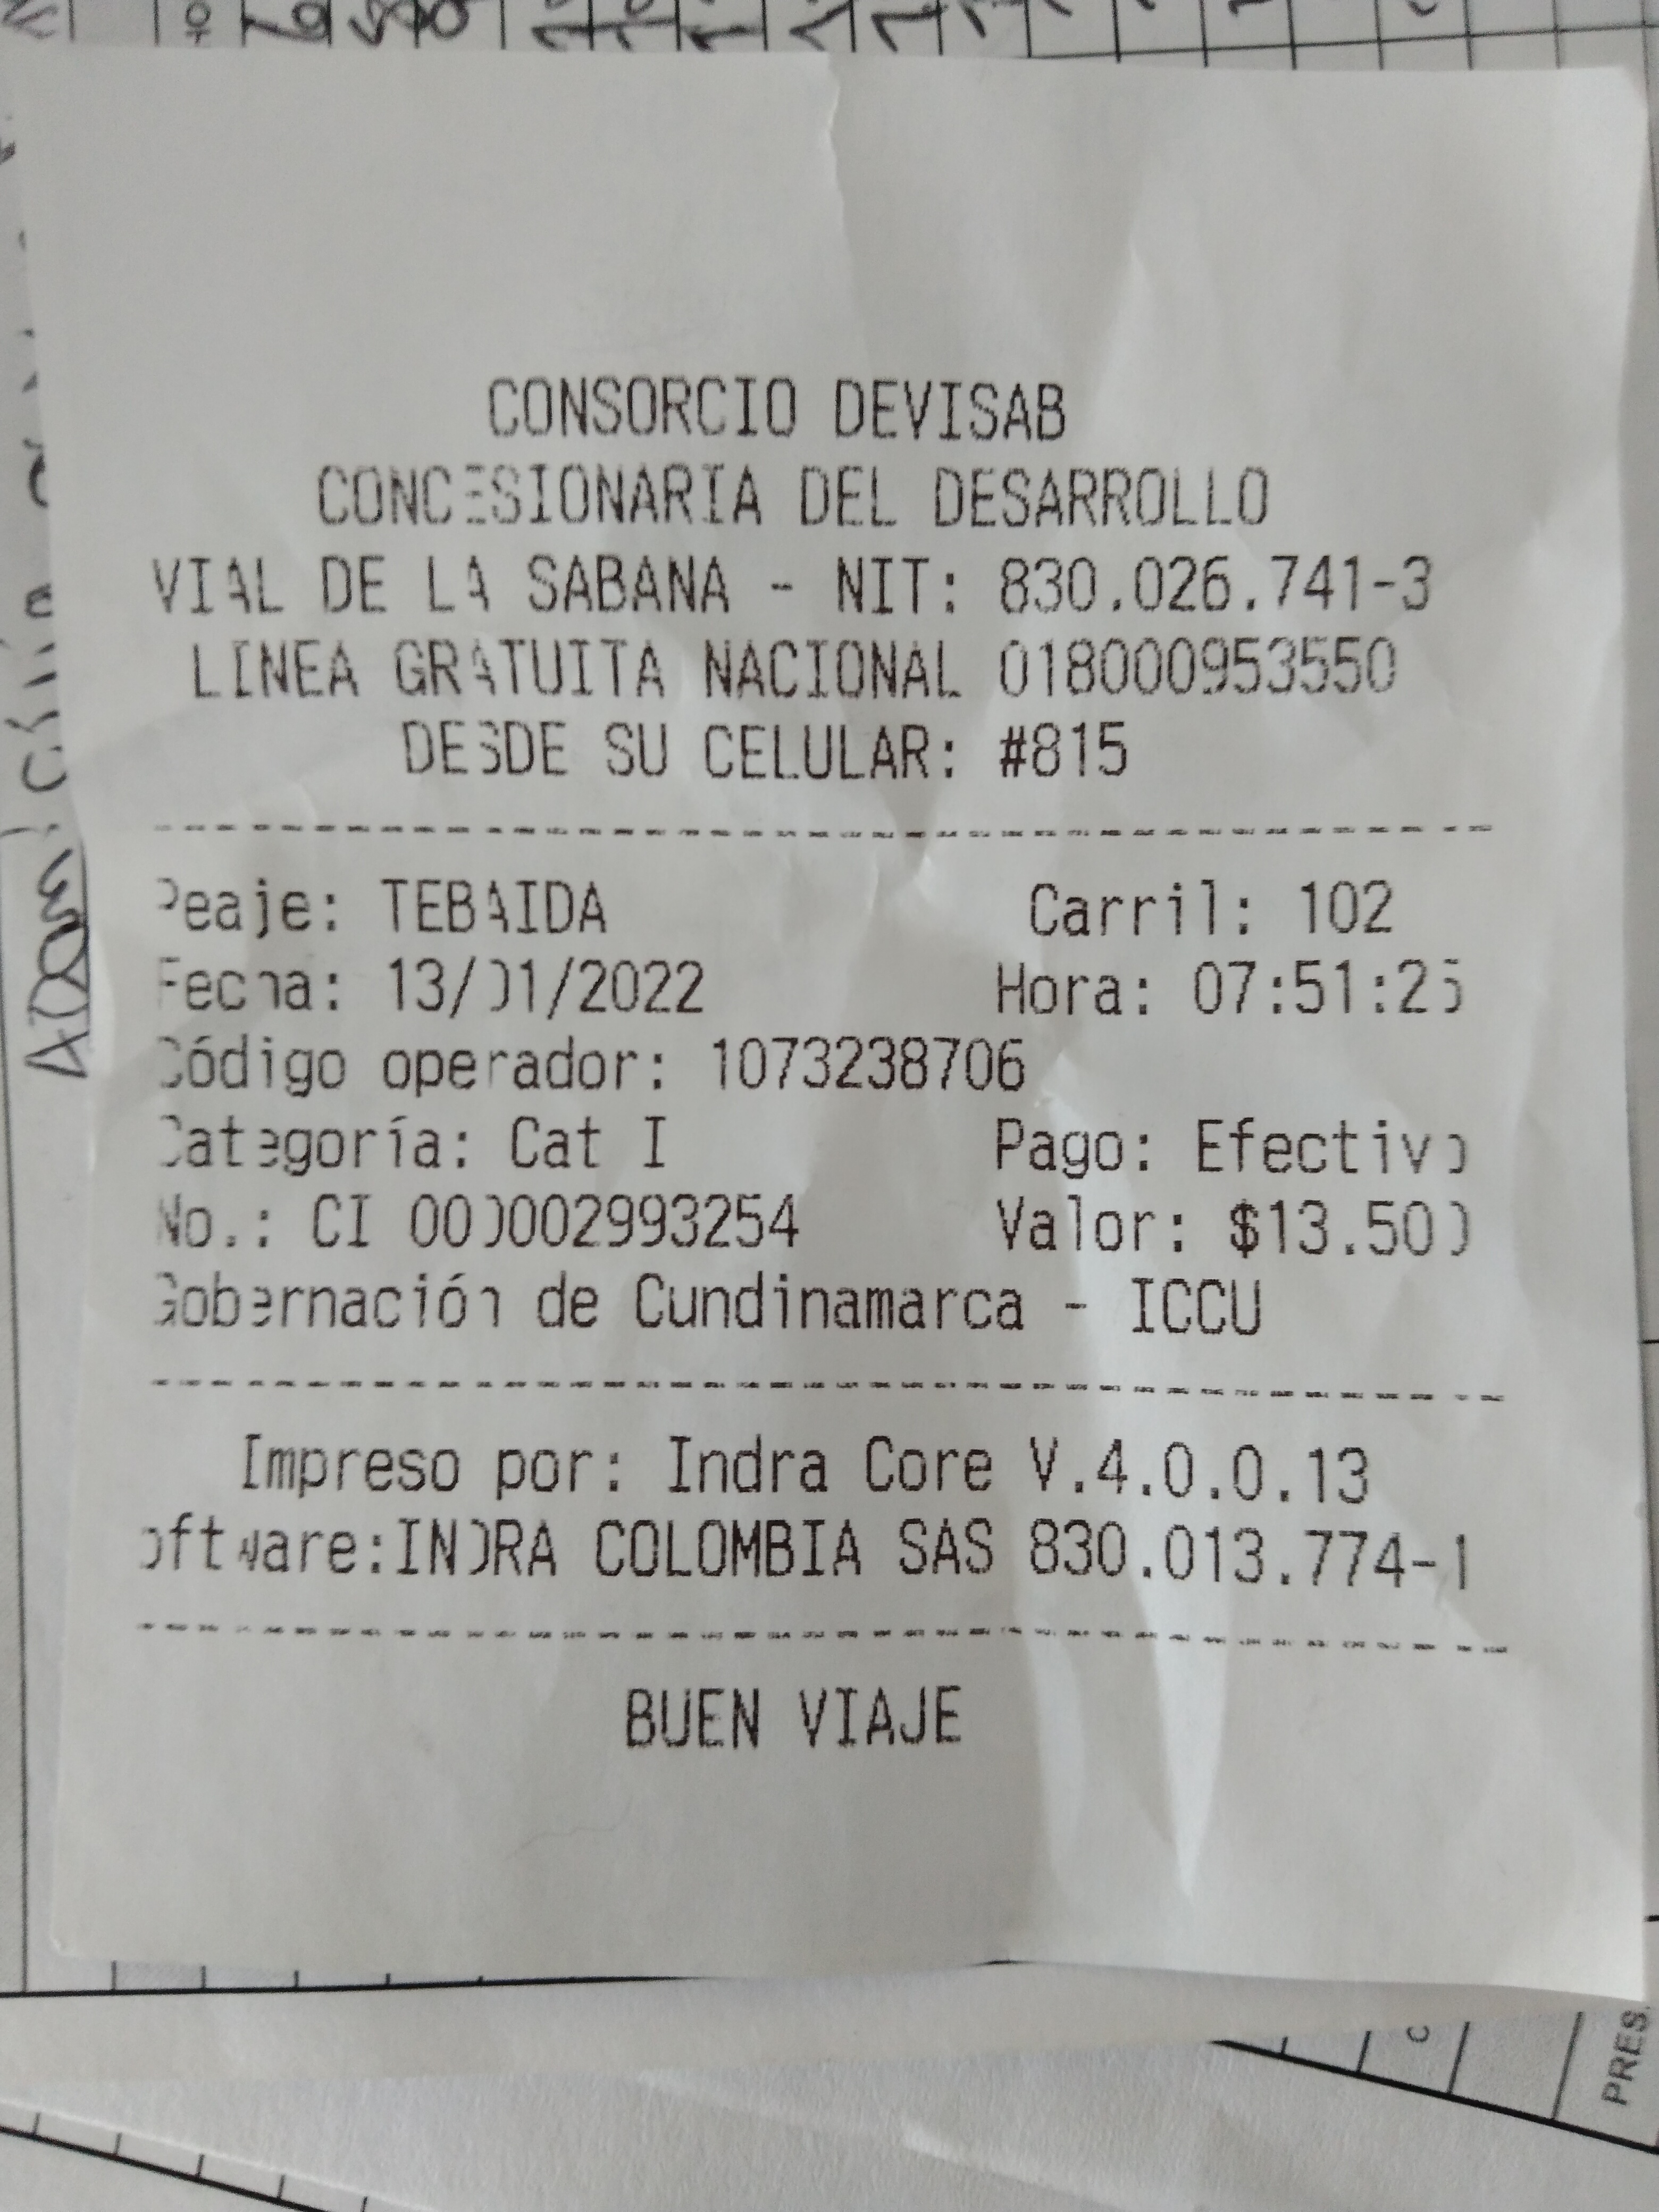 CONSORCIO DEVISAB
CONCESIONARIA DEL DESARROLLO
VIAL DE LA SABANA - NIT: 830.026.741-3
LINEA GRATUITA NACIONAL 018000953550
DESDE SU CELULAR: #815
Peaje: TEBAIDA Carril: 102
Fecha: 13/01/2022 Hora:
Código operador: 1073238706
Categoría: Cat I Pago: Efectivo
No.: CI 000002993254 Valor: $13.500
Gobernación de Cundinamarca - ICCU
Impreso por: Indra Core V.4.0.0.13
oftware:INDRA COLOMBIA SAS 830.013.774-1
BUEN VIAJE
PRES.